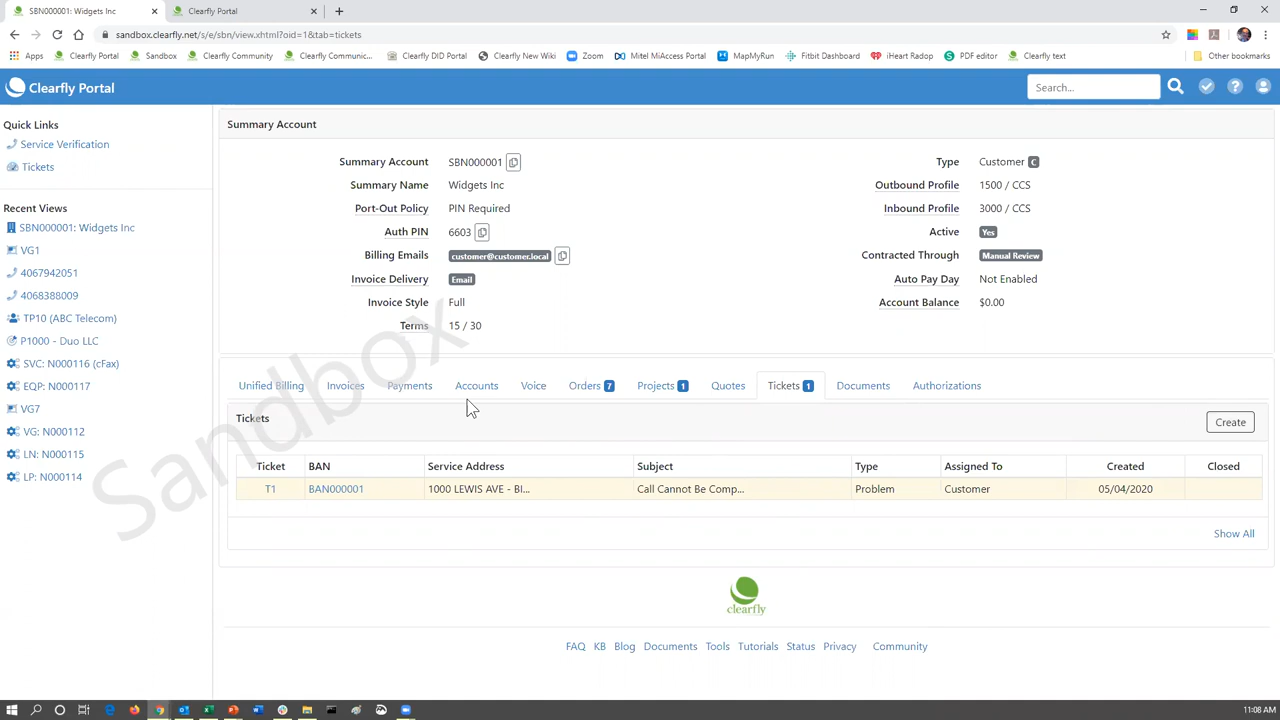 SBN000001: Widgets Inc
Clearfly Portal
sandbox.clearfly.net/s/e/sbn/view.xhtml?oid=1&tab=tickets
Apps Clearfly Portal Sandbox Clearfly Community Clearfly Communic... Clearfly DID Portal Clearfly New Wiki Zoom Mitel MiAccess Portal MapMyRun Fitbit Dashboard iHeart Radop PDF editor Clearfly text Other bookmarks
Clearfly Portal
Search...
Quick Links
Service Verification
Tickets
Recent Views
SBN000001: Widgets Inc
VG1
4067942051
4068388009
TP10 (ABC Telecom)
P1000 - Duo LLC
SVC: N000116 (cFax)
EQP: N000117
VG7
VG: N000112
LN: N000115
LP: N000114
Summary Account
Summary Account SBN000001
Summary Name Widgets Inc
Port-Out Policy PIN Required
Auth PIN 6603
Billing Emails customer@customer.local
Invoice Delivery Email
Invoice Style Full
Terms 15 / 30
Type Customer C
Outbound Profile 1500 / CCS
Inbound Profile 3000 / CCS
Active Yes
Contracted Through Manual Review
Auto Pay Day Not Enabled
Account Balance $0.00
Sandbox
Unified Billing Invoices Payments Accounts Voice Orders 7 Projects 1 Quotes Tickets 1 Documents Authorizations
Tickets
Create
Ticket BAN Service Address Subject Type Assigned To Created Closed
T1 BAN000001 1000 LEWIS AVE - BI... Call Cannot Be Comp... Problem Customer 05/04/2020
Show All
clearfly
FAQ KB Blog Documents Tools Tutorials Status Privacy Community
11:08 AM